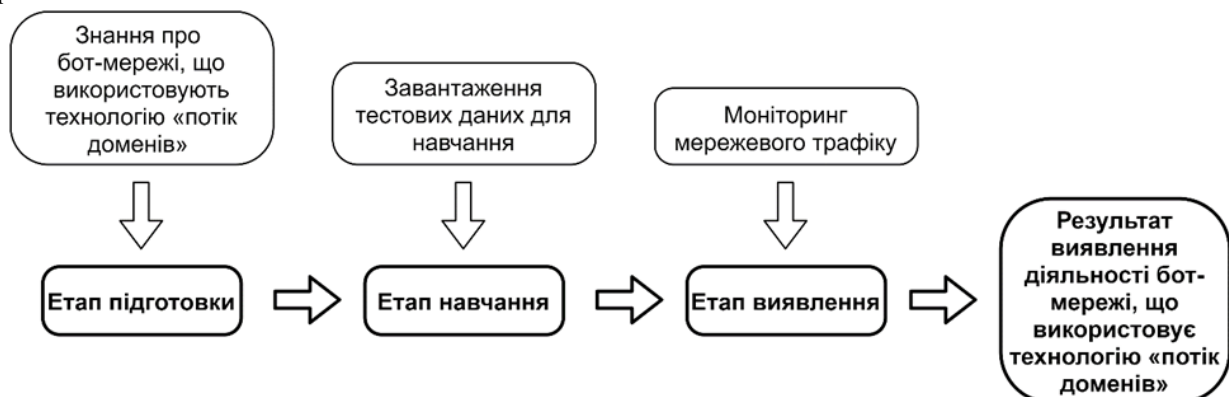 Знання про
бот-мережі, що
використовують
технологію «потік
доменів»
Завантаження
тестових даних для
навчання
Моніторинг
мережевого трафіку
Етап підготовки
Етап навчання
Етап виявлення
Результат
виявлення
діяльності бот-
мережі, що
використовує
технологію «потік
доменів»